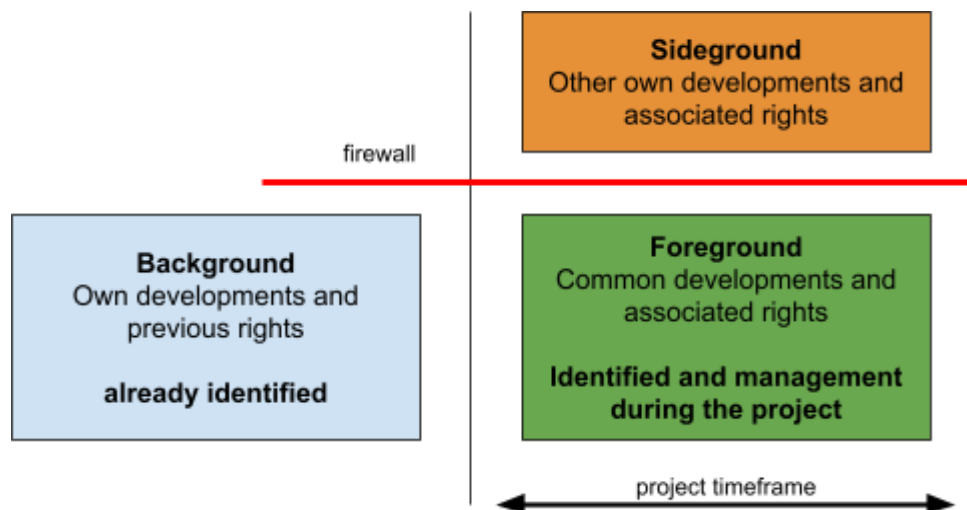 Sideground
Other own developments and
associated rights
firewall
Background
Own developments and
previous rights
already identified
Foreground
Common developments and
associated rights
Identified and management
during the project
project timeframe